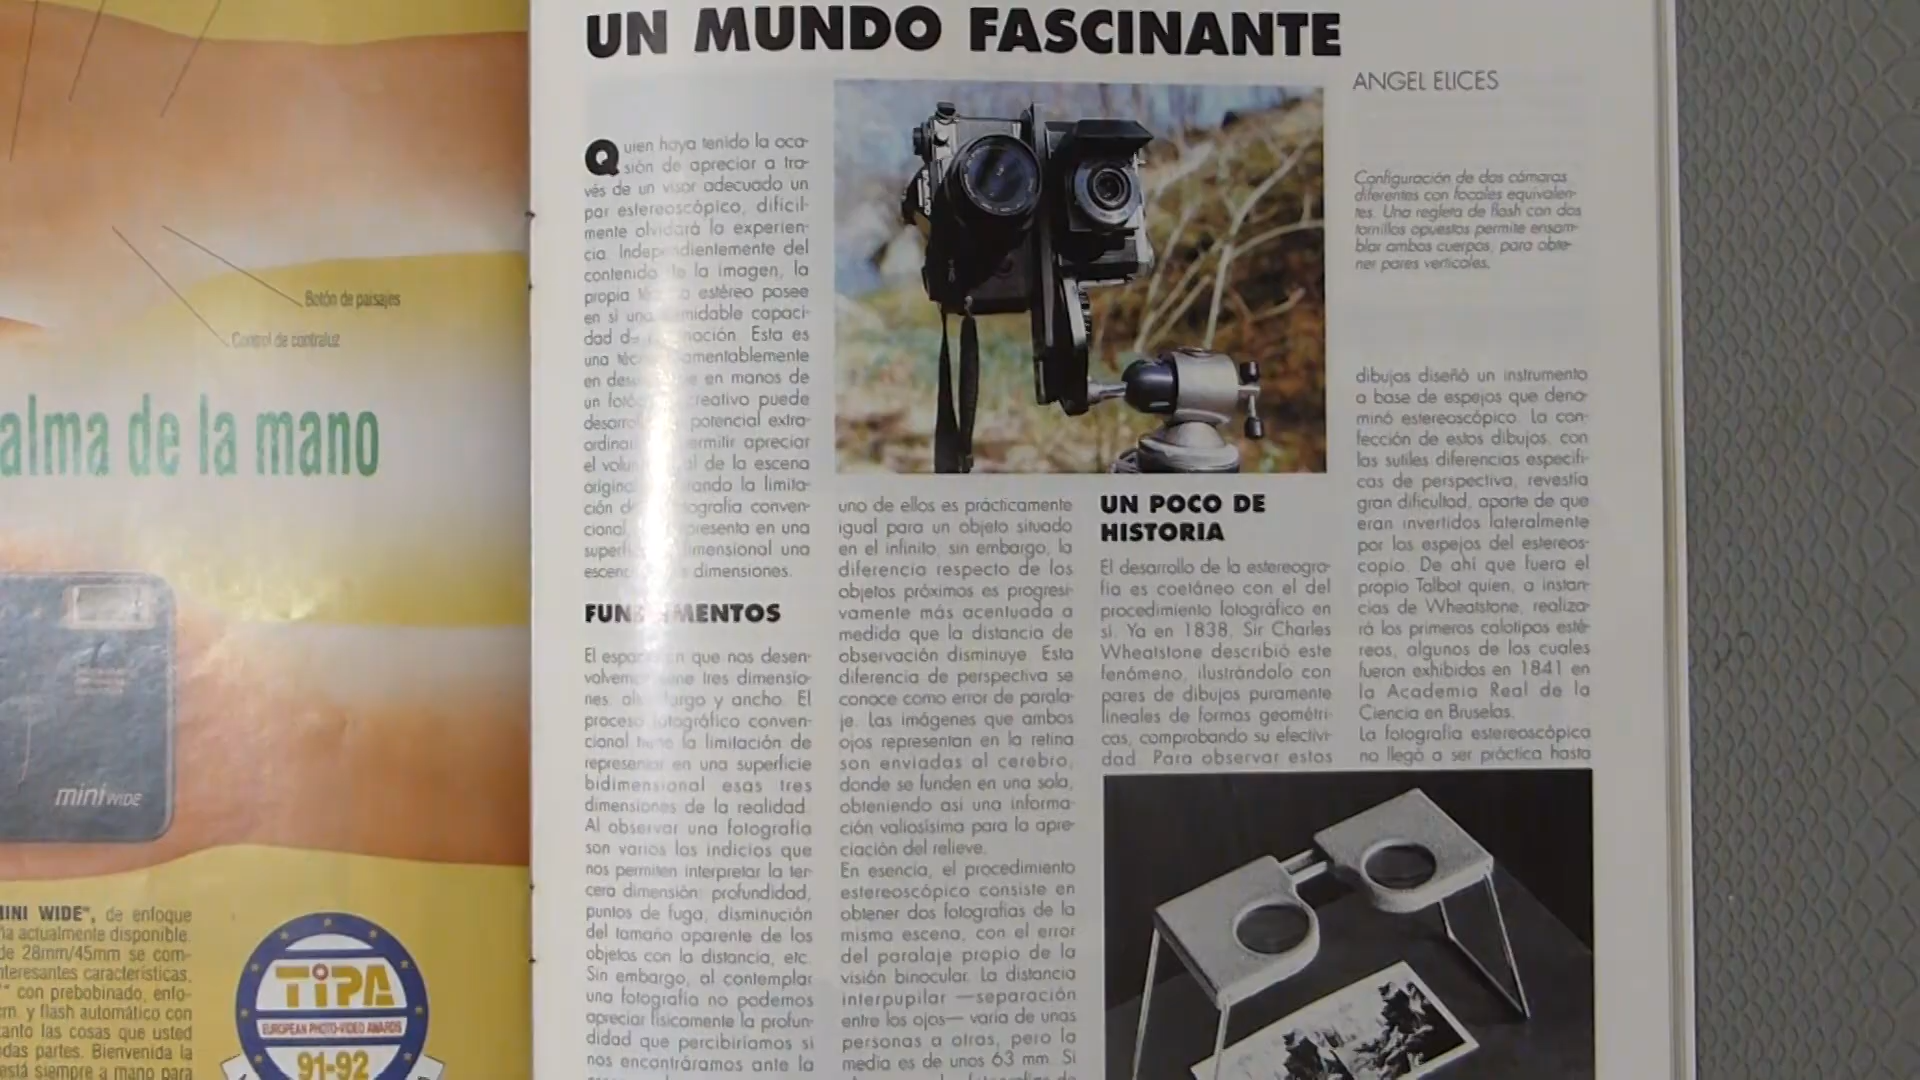 Botón de paisajes
Control de contraluz
alma de la mano
mini WIDE
MINI WIDE", de enfoque
actualmente disponible.
de 28mm/45mm se com-
interesantes características,
con prebobinado, enfo-
y flash automático con
tanto las cosas que usted
todas partes. Bienvenida la
está siempre a mano para
TIPA
EUROPEAN PHOTO-VIDEO AWARDS
91-92
UN MUNDO FASCINANTE
ANGEL ELICES
Quien haya tenido la oca-
sión de apreciar a tra-
vés de un visor adecuado un
par estereoscópico, difícil-
mente olvidará la experien-
cia. Independientemente del
contenido de la imagen, la
propia técnica estéreo posee
en sí una formidable capaci-
dad de
nación. Esta es
una
lamentablemente
en
en manos de
un
creativo puede
potencial extra-
permitir apreciar
el
de la escena
la limita-
ción de
conven-
cional
representa en una
una
dimensiones.
FUNDAMENTOS
El espacio en que nos desen-
volvemos tiene tres dimensio-
nes: alto, largo y ancho. El
proceso fotográfico conven-
cional tiene la limitación de
representar en una superficie
bidimensional esas tres
dimensiones de la realidad.
Al observar una fotografía
son varios los indicios que
nos permiten interpretar la ter-
cera dimensión: profundidad,
puntos de fuga, disminución
del tamaño aparente de los
objetos con la distancia, etc.
Sin embargo, al contemplar
una fotografía no podemos
apreciar físicamente la profun-
didad que percibiríamos si
nos encontráramos ante la
uno de ellos es prácticamente
igual para un objeto situado
en el infinito, sin embargo, la
diferencia respecto de los
objetos próximos es progresi-
vamente más acentuada a
medida que la distancia de
observación disminuye. Esta
diferencia de perspectiva se
conoce como error de parala-
je. Las imágenes que ambos
ojos representan en la retina
son enviadas al cerebro,
donde se funden en una sola,
obteniendo así una informa-
ción valiosísima para la apre-
ciación del relieve.
En esencia, el procedimiento
estereoscópico consiste en
obtener dos fotografías de la
misma escena, con el error
del paralaje propio de la
visión binocular. La distancia
interpupilar —separación
entre los ojos— varía de unas
personas a otras, pero la
media es de unos 63 mm. Si
UN POCO DE
HISTORIA
El desarrollo de la estereogra-
fía es coetáneo con el del
procedimiento fotográfico en
sí. Ya en 1838, Sir Charles
Wheatstone describió este
fenómeno, ilustrándolo con
pares de dibujos puramente
lineales de formas geométri-
cas, comprobando su efectivi-
dad. Para observar estos
Configuración de dos cámaras
diferentes con focales equivalen-
tes. Una regleta de flash con dos
tornillos opuestos permite ensam-
blar ambos cuerpos, para obte-
ner pares verticales.
dibujos diseñó un instrumento
a base de espejos que deno-
minó estereoscópico. La con-
fección de estos dibujos, con
las sutiles diferencias específi-
cas de perspectiva, revestía
gran dificultad, aparte de que
eran invertidos lateralmente
por los espejos del estereos-
copio. De ahí que fuera el
propio Talbot quien, a instan-
cias de Wheatstone, realiza-
rá los primeros calotipos esté-
reos, algunos de los cuales
fueron exhibidos en 1841 en
la Academia Real de la
Ciencia en Bruselas.
La fotografía estereoscópica
no llegó a ser práctica hasta